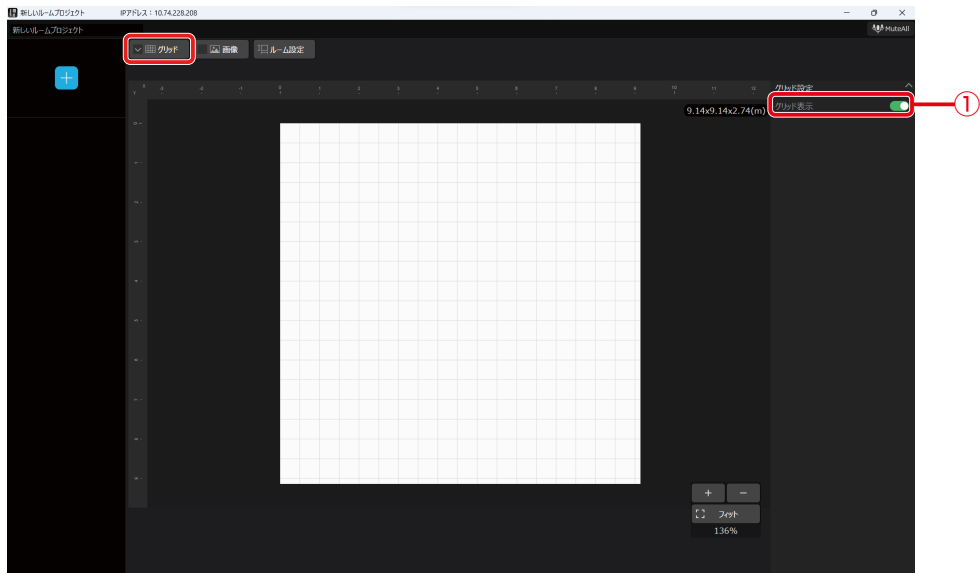 新しいルームプロジェクト IPアドレス：10.74.228.208
新しいルームプロジェクト MuteAll
グリッド 画像 ルーム設定
グリッド設定
グリッド表示 ①
9.14x9.14x2.74(m)
+ −
フィット
136%